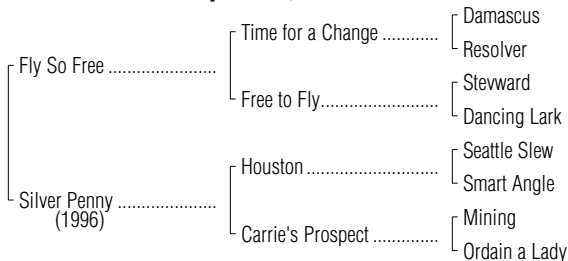 Damascus
Time for a Change ............
Resolver
Fly So Free ......................
Stevward
Free to Fly........................
Dancing Lark
Seattle Slew
Houston ...........................
Smart Angle
Silver Penny ....................
(1996)
Mining
Carrie's Prospect ..............
Ordain a Lady